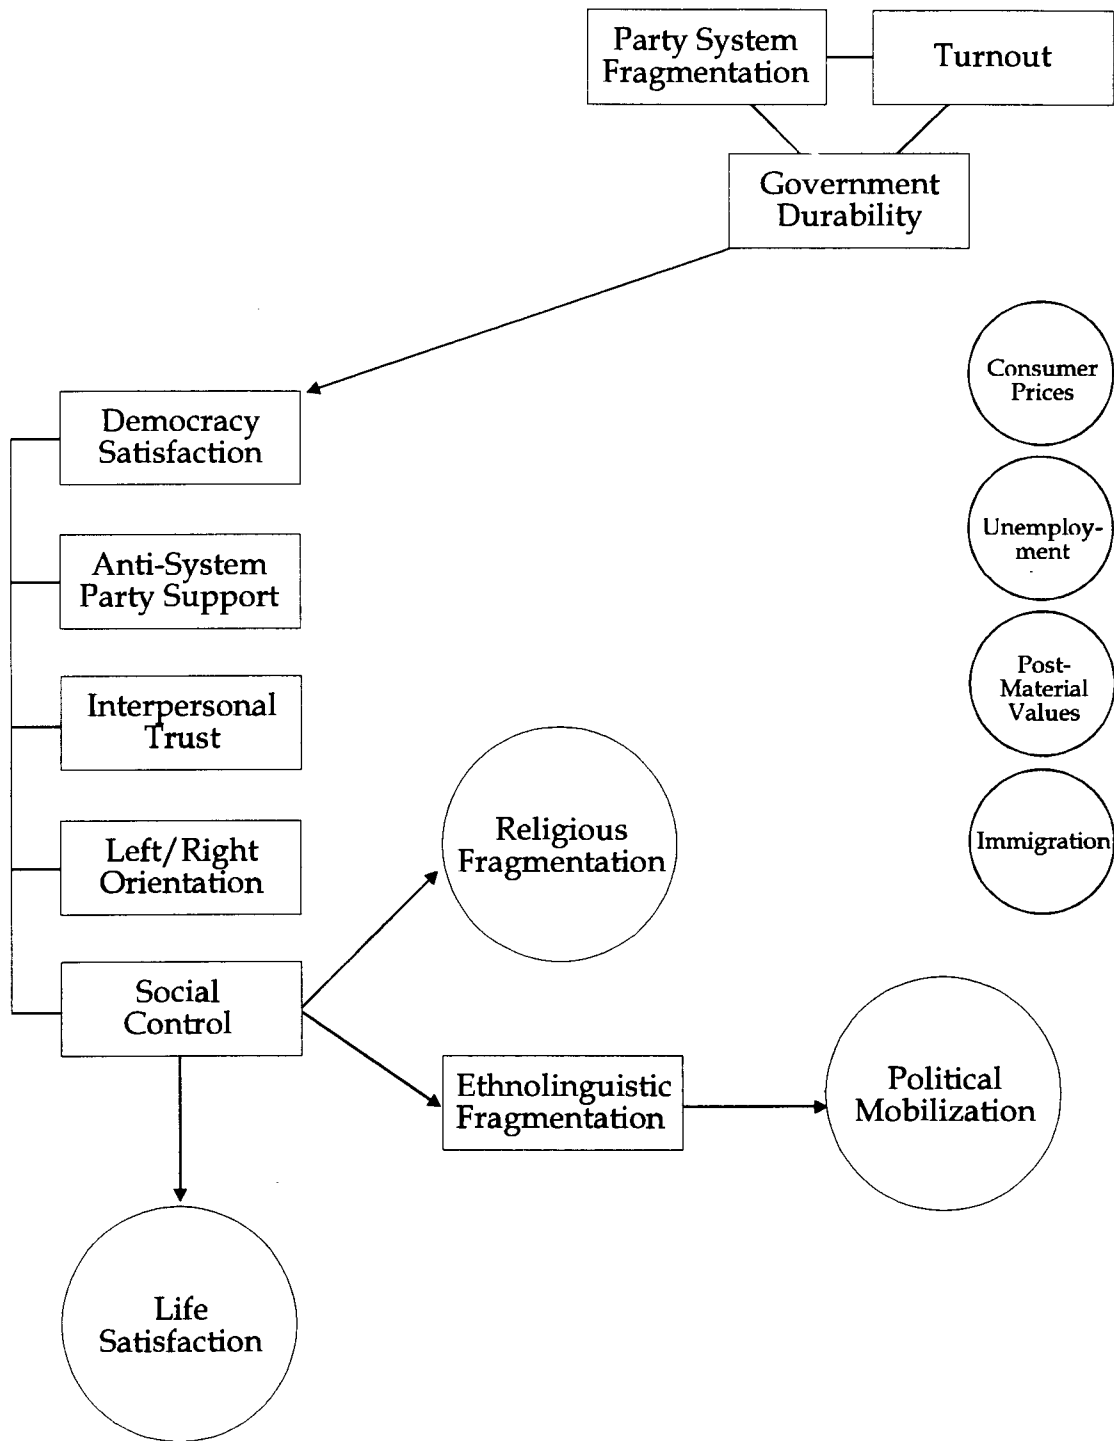 Party System
Fragmentation
Turnout
Government
Durability
Consumer
Prices
Democracy
Satisfaction
Unemploy-
ment
Anti-System
Party Support
Post-
Material
Values
Interpersonal
Trust
Religious
Fragmentation
Immigration
Left/Right
Orientation
Social
Control
Ethnolinguistic
Fragmentation
Political
Mobilization
Life
Satisfaction